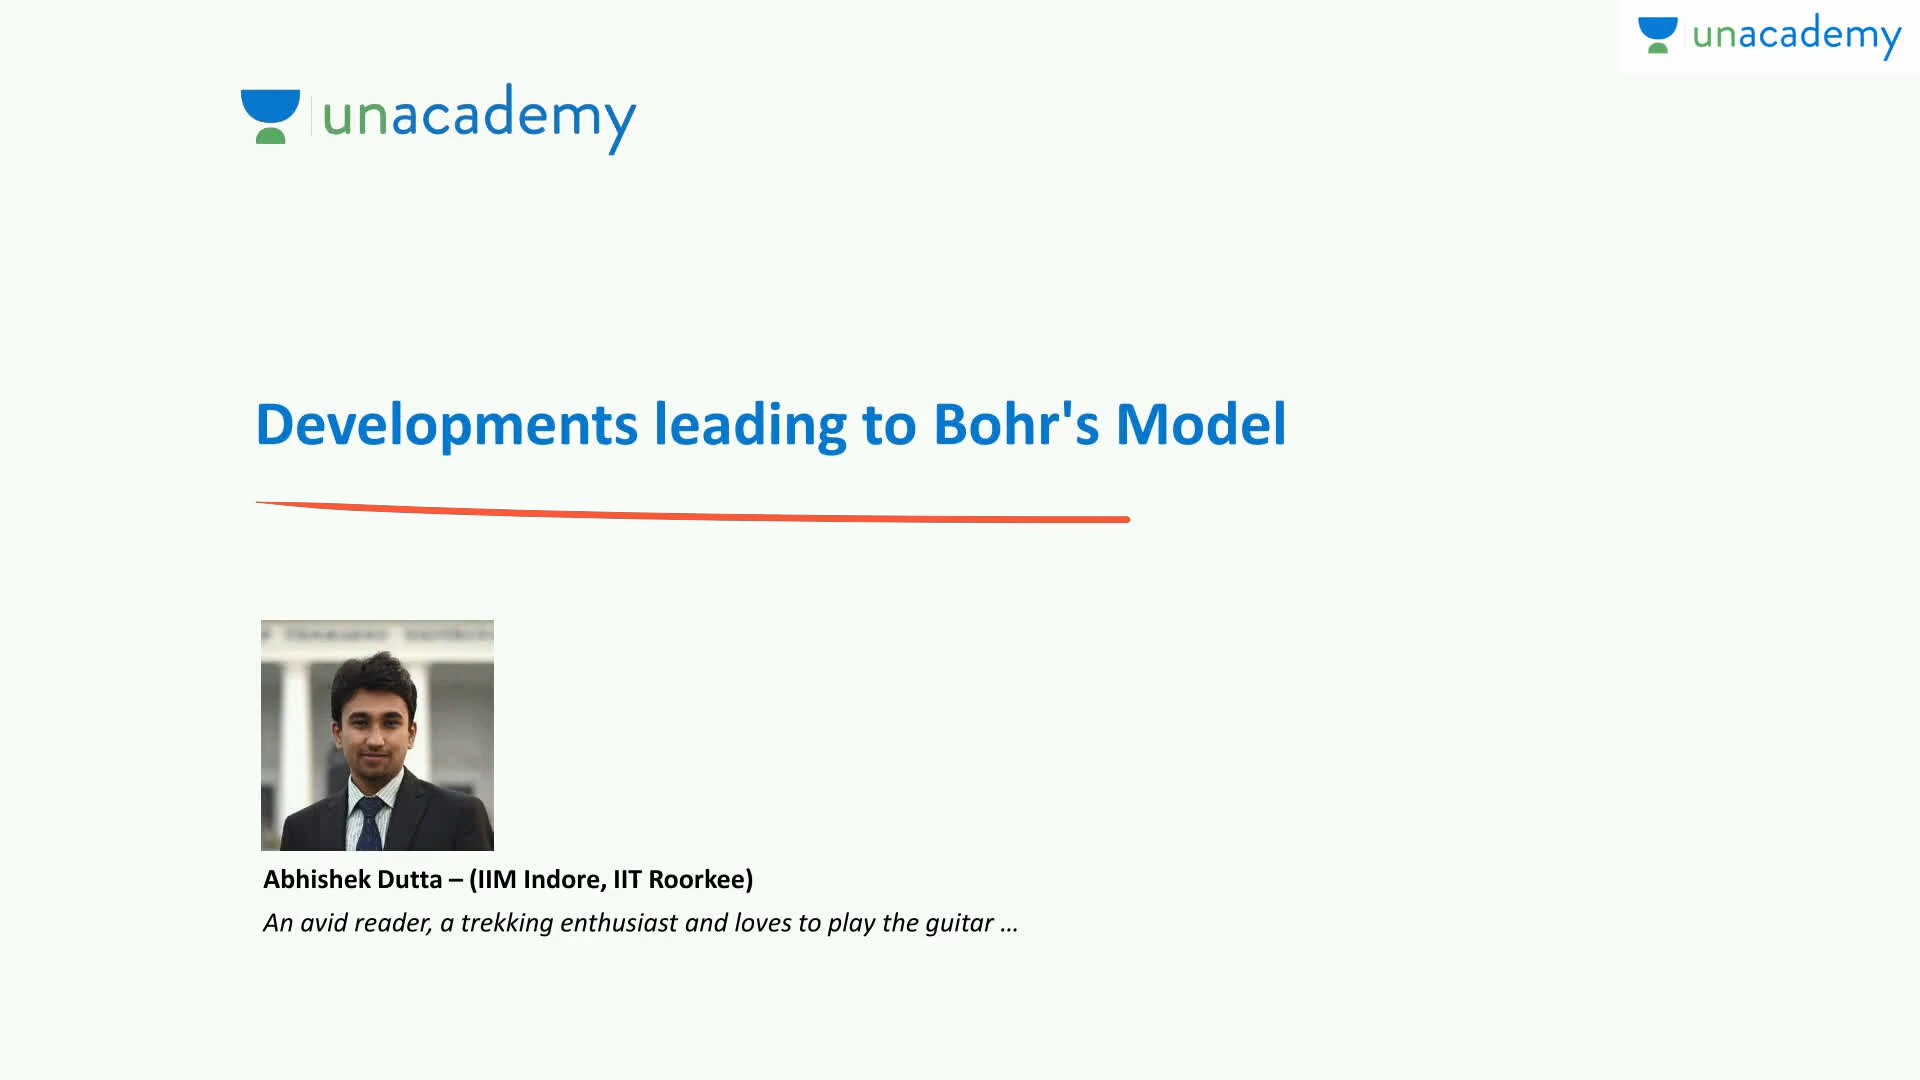 unacademy
unacademy
Developments leading to Bohr's Model
Abhishek Dutta – (IIM Indore, IIT Roorkee)
An avid reader, a trekking enthusiast and loves to play the guitar ...